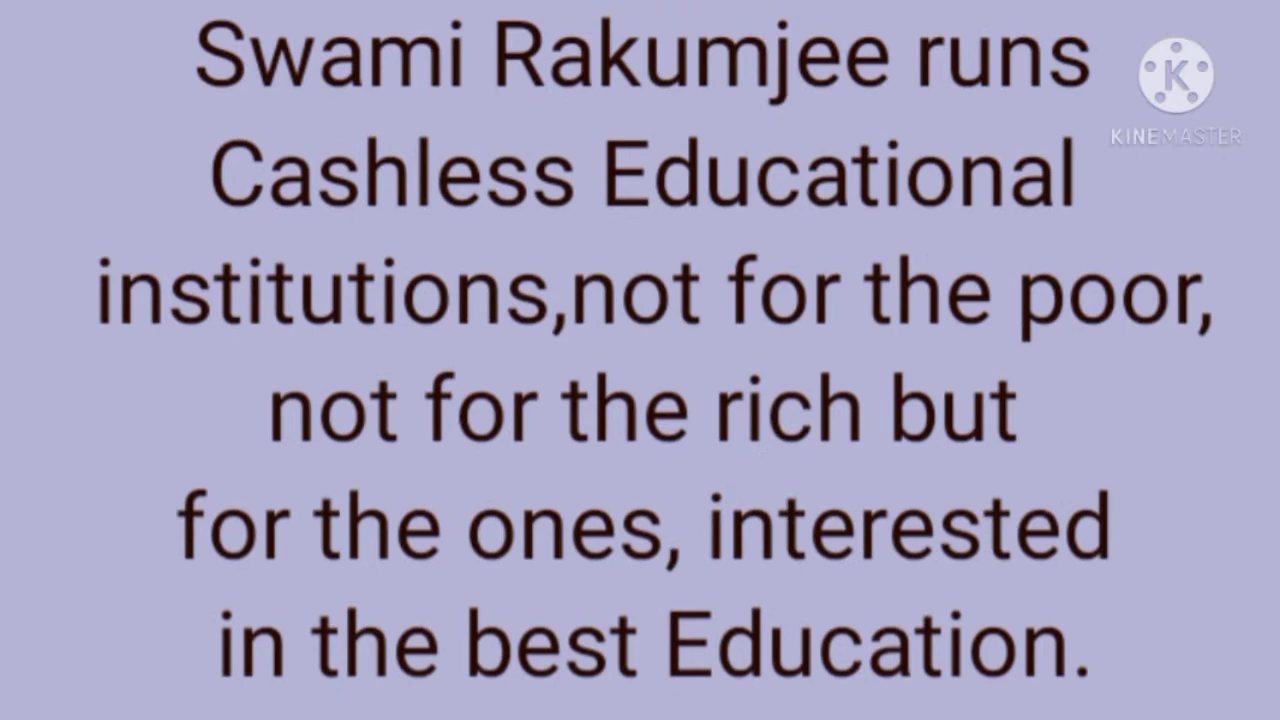 Swami Rakumjee runs
Cashless Educational
institutions,not for the poor,
not for the rich but
for the ones, interested
in the best Education.
K
KINEMASTER